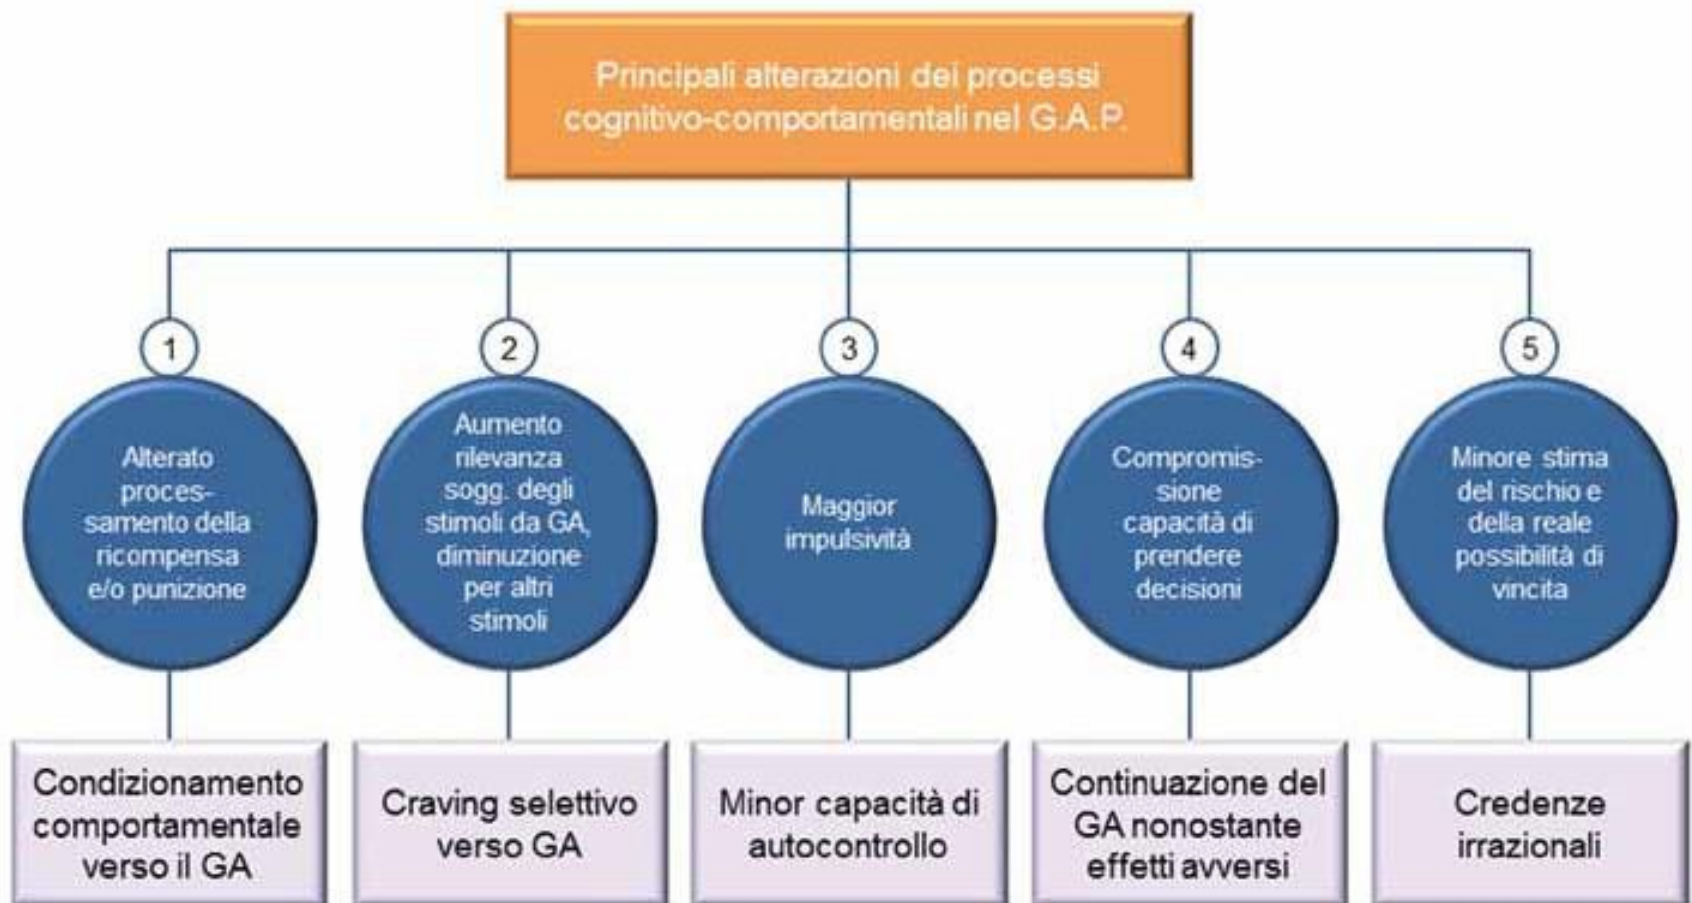 Principali alterazioni dei processi
cognitivo-comportamentali nel G.A.P.
1
2
3
4
5
Alterato
proces-
samento della
ricompensa
e/o punizione
Aumento
rilevanza
sogg. degli
stimoli da GA,
diminuzione
per altri
stimoli
Maggior
impulsività
Compromis-
sione
capacità di
prendere
decisioni
Minore stima
del rischio e
della reale
possibilità di
vincita
Condizionamento
comportamentale
verso il GA
Craving selettivo
verso GA
Minor capacità di
autocontrollo
Continuazione del
GA nonostante
effetti avversi
Credenze
irrazionali